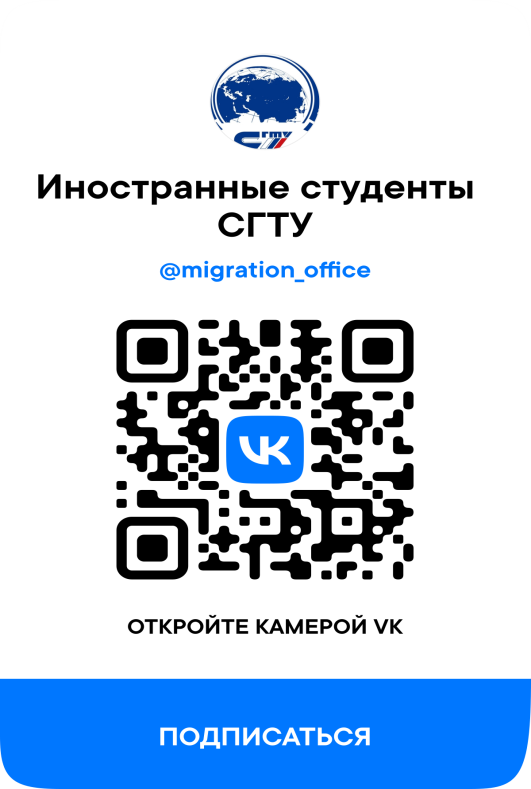 СГТУ
Иностранные студенты
СГТУ
@migration_office
VK
ОТКРОЙТЕ КАМЕРОЙ VK
ПОДПИСАТЬСЯ